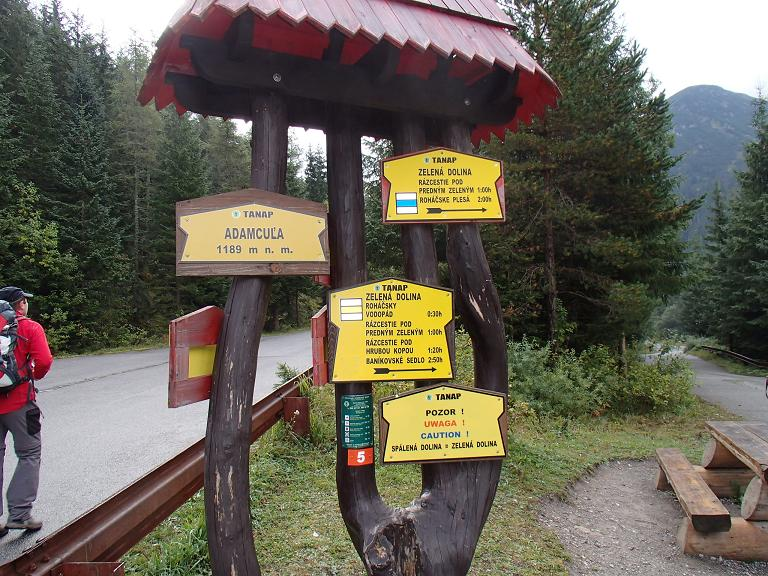 TANAP
ADAMCUĽA
1189 m n. m.
TANAP
ZELENÁ DOLINA
RÁZCESTIE POD
PREDNÝM ZELENÝM 1:00h
ROHÁČSKE PLESÁ 2:00h
TANAP
ZELENÁ DOLINA
ROHÁČSKY
VODOPÁD 0:30h
RÁZCESTIE POD
PREDNÝM ZELENÝM 1:00h
RÁZCESTIE POD
HRUBOU KOPOU 1:20h
BANÍKOVSKÉ SEDLO 2:50h
TANAP
POZOR !
UWAGA !
CAUTION !
SPÁLENÁ DOLINA = ZELENÁ DOLINA
5